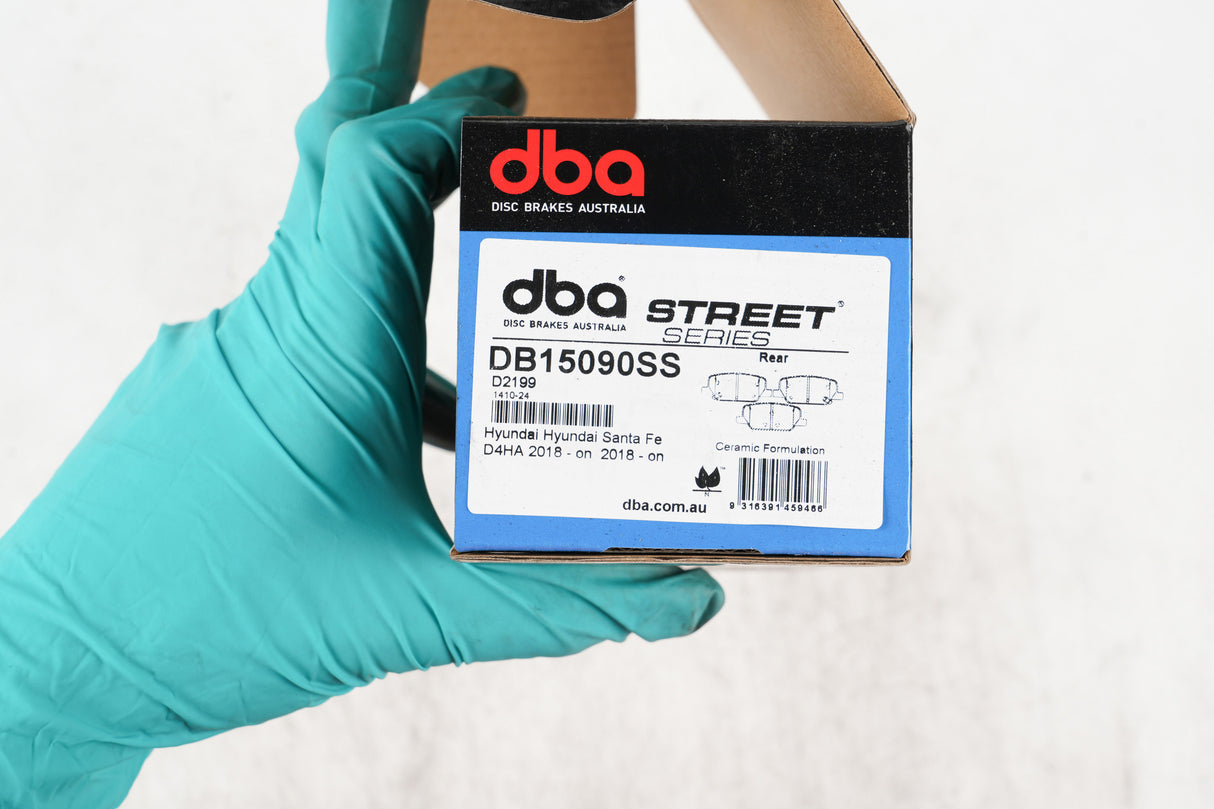 dba
DISC BRAKES AUSTRALIA
dba®
DISC BRAKES AUSTRALIA
STREET®
SERIES
DB15090SS
Rear
D2199
1410-24
Hyundai Hyundai Santa Fe
D4HA 2018 - on 2018 - on
Ceramic Formulation
™
N
dba.com.au
9 316391 459466